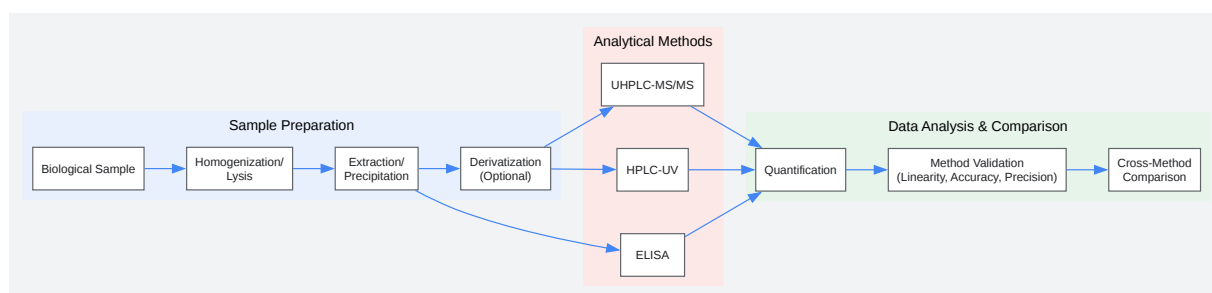 Sample Preparation
Biological Sample
Homogenization/
Lysis
Extraction/
Precipitation
Derivatization
(Optional)
Analytical Methods
UHPLC-MS/MS
HPLC-UV
ELISA
Data Analysis & Comparison
Quantification
Method Validation
(Linearity, Accuracy, Precision)
Cross-Method
Comparison